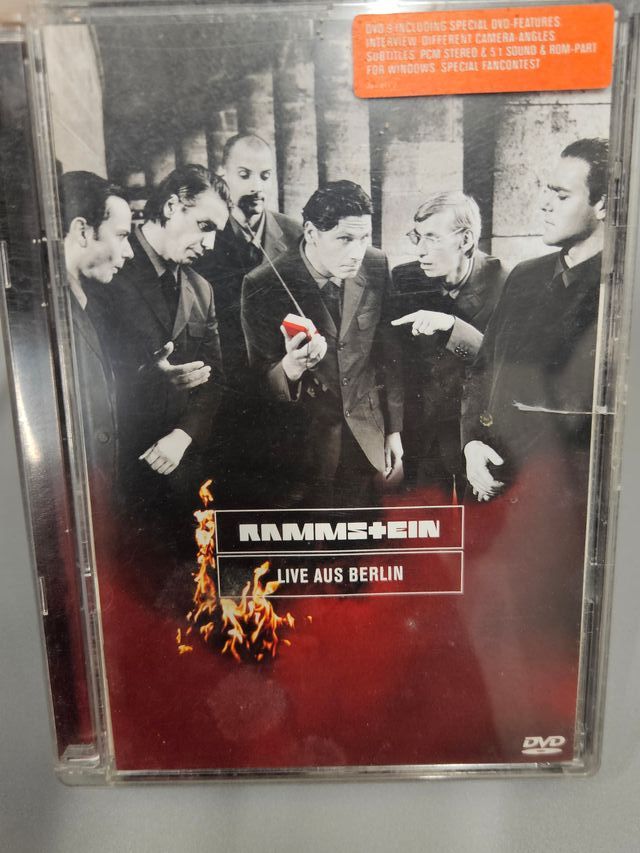 DVD-9 INCLUDING SPECIAL DVD-FEATURES
INTERVIEW, DIFFERENT CAMERA-ANGLES
SUBTITLES, PCM STEREO & 5.1 SOUND & ROM-PART
FOR WINDOWS, SPECIAL FANCONTEST
RAMMSTEIN
LIVE AUS BERLIN
DVD